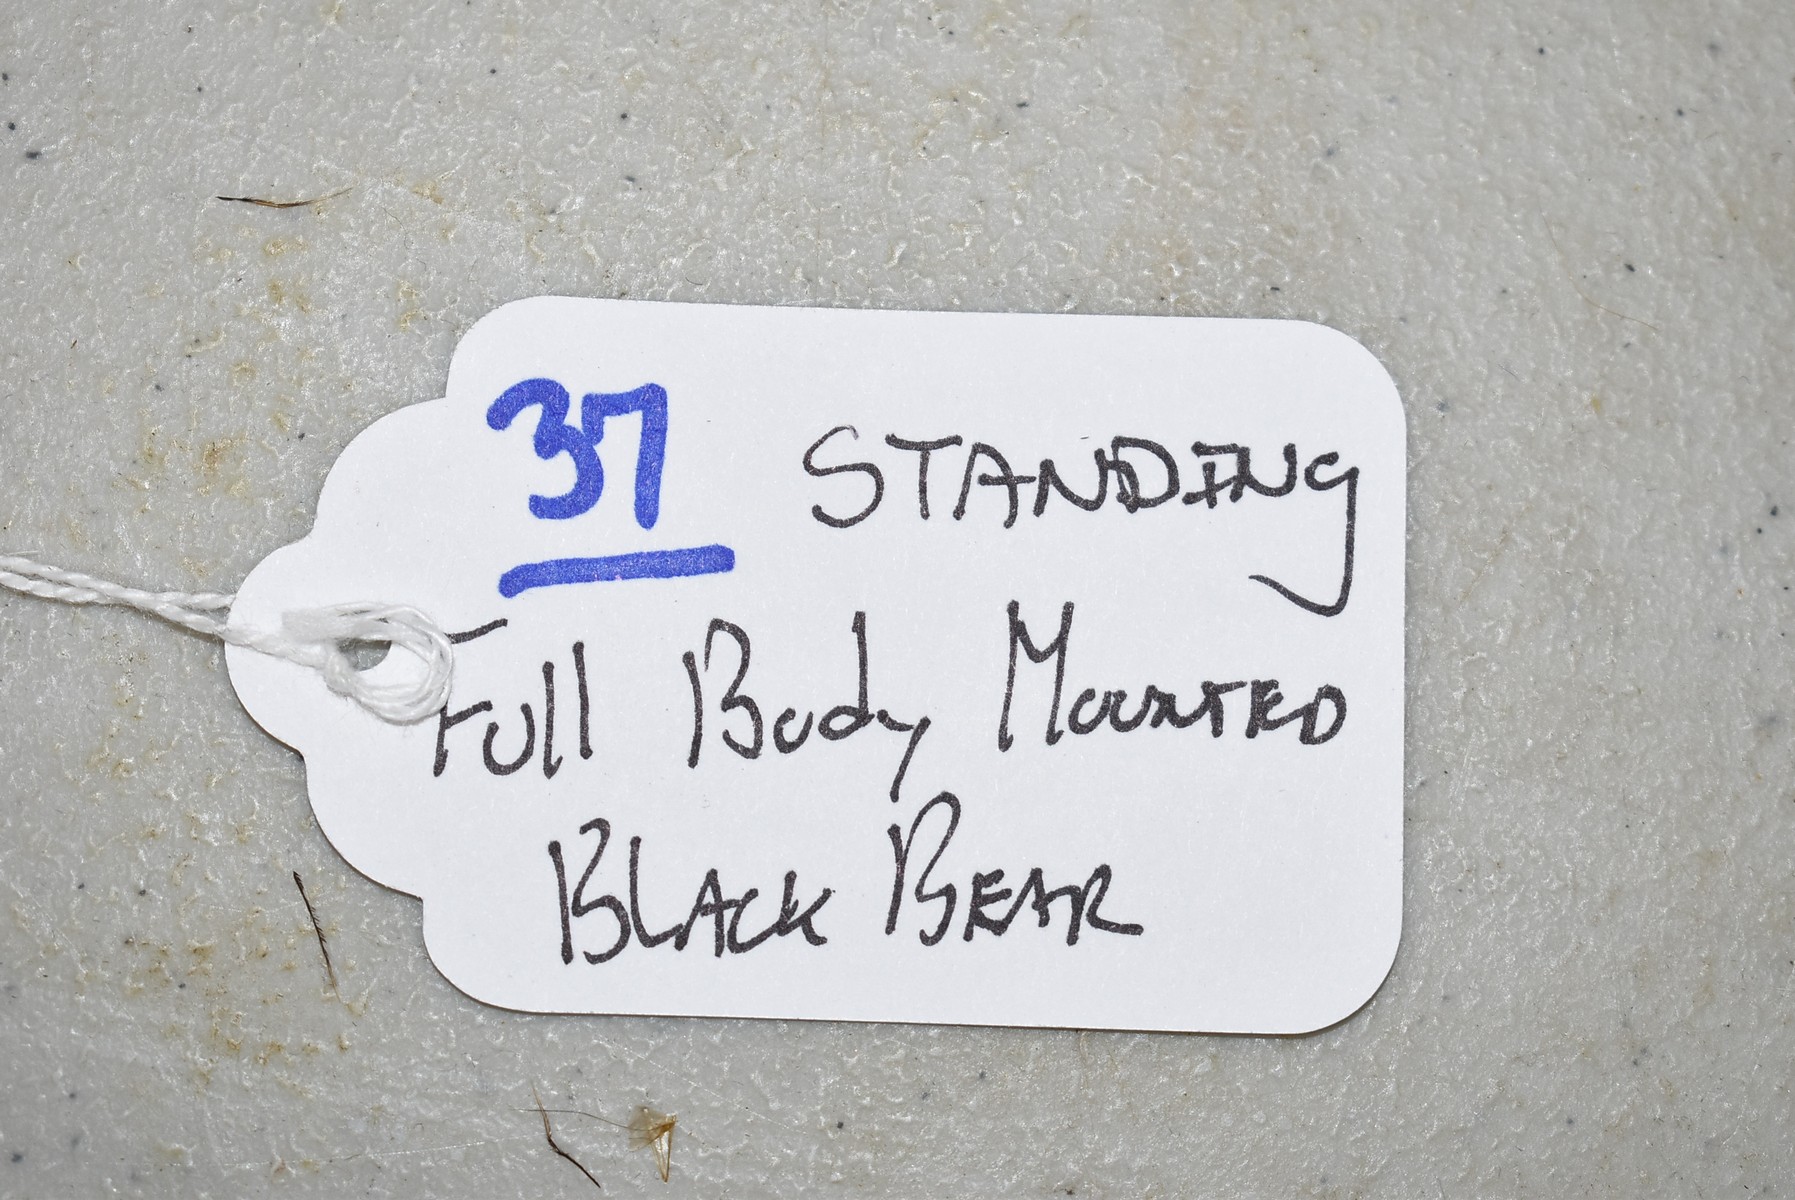 37 STANDING
Full Body MOUNTED
BLACK BEAR